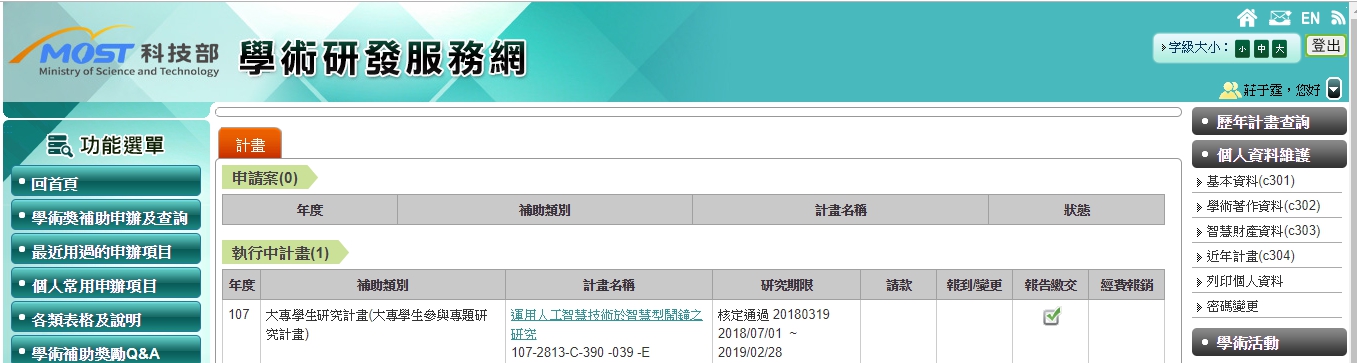 MOST 科技部
Ministry of Science and Technology
學術研發服務網
EN
字級大小：小 中 大
登出
莊于霆，您好
功能選單
回首頁
學術獎補助申辦及查詢
最近用過的申辦項目
個人常用申辦項目
各類表格及說明
學術補助獎勵Q&A
計畫
申請案(0)
年度 補助類別 計畫名稱 狀態
執行中計畫(1)
年度 補助類別 計畫名稱 研究期限 請款 報到/變更 報告繳交 經費報銷
107 大專學生研究計畫(大專學生參與專題研究計畫)
運用人工智慧技術於智慧型鬧鐘之
研究
107-2813-C-390 -039 -E
核定通過 20180319
2018/07/01 ~
2019/02/28
歷年計畫查詢
個人資料維護
基本資料(c301)
學術著作資料(c302)
智慧財產資料(c303)
近年計畫(c304)
列印個人資料
密碼變更
學術活動